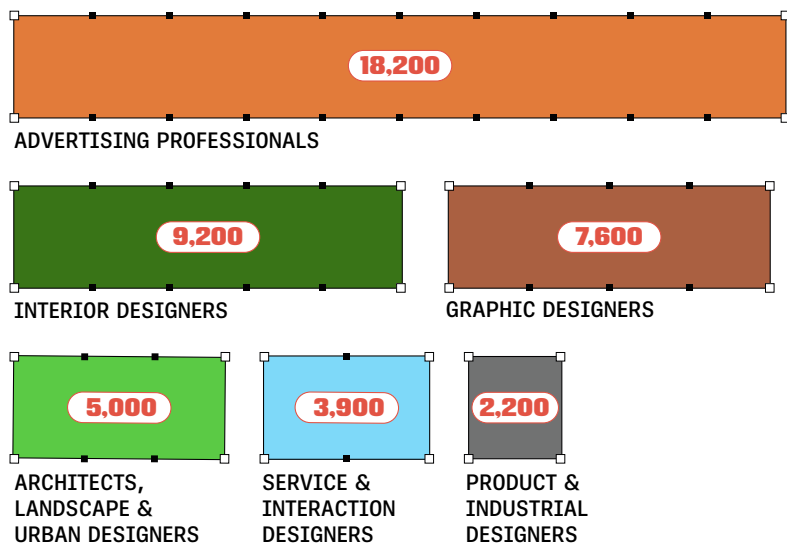 18,200
ADVERTISING PROFESSIONALS
9,200
INTERIOR DESIGNERS
7,600
GRAPHIC DESIGNERS
5,000
ARCHITECTS,
LANDSCAPE &
URBAN DESIGNERS
3,900
SERVICE &
INTERACTION
DESIGNERS
2,200
PRODUCT &
INDUSTRIAL
DESIGNERS